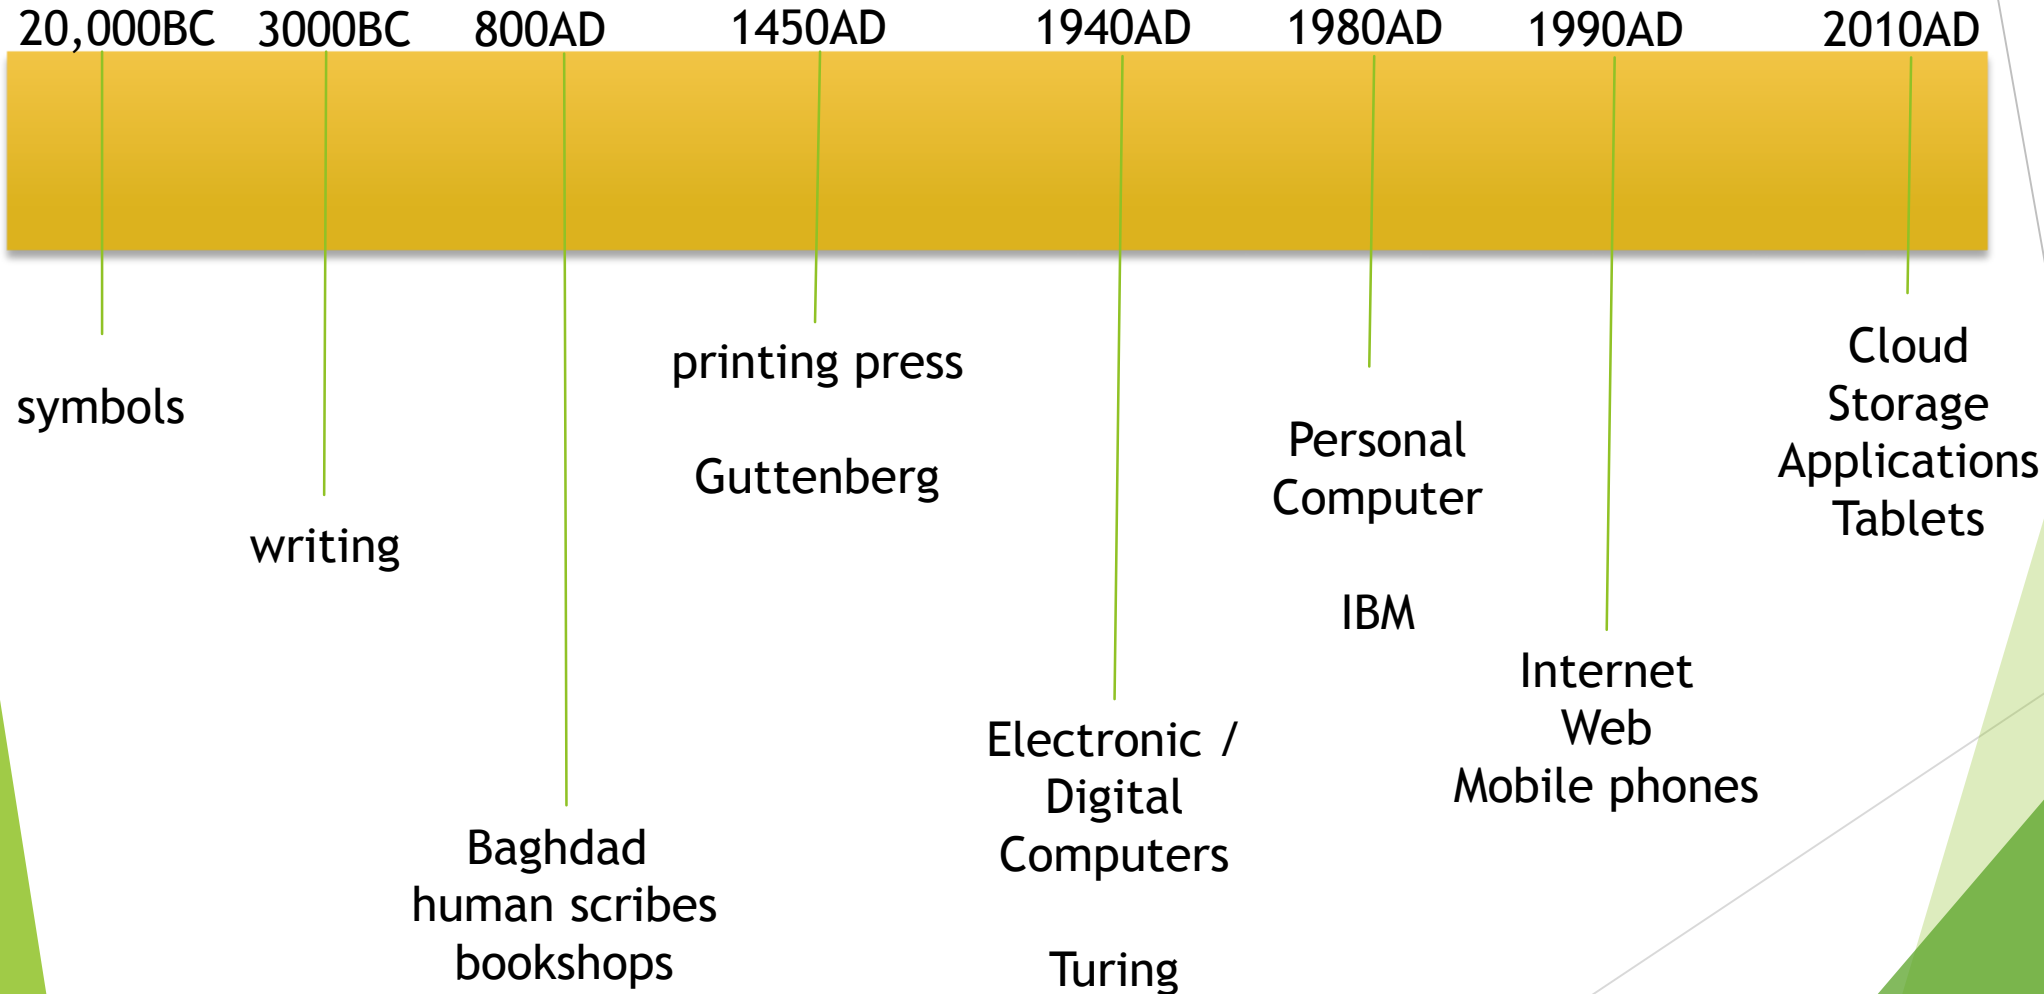 20,000BC 3000BC 800AD 1450AD 1940AD 1980AD 1990AD 2010AD
symbols
writing
Baghdad
human scribes
bookshops
printing press
Guttenberg
Electronic /
Digital
Computers
Turing
Personal
Computer
IBM
Internet
Web
Mobile phones
Cloud
Storage
Applications
Tablets